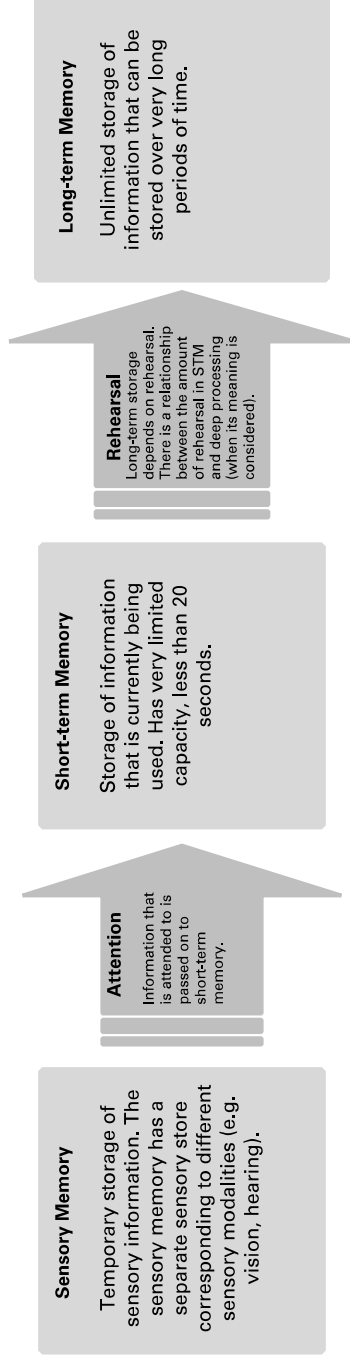 Sensory Memory
Temporary storage of
sensory information. The
sensory memory has a
separate sensory store
corresponding to different
sensory modalities (e.g.
vision, hearing).
Attention
Information that
is attended to is
passed on to
short-term
memory.
Short-term Memory
Storage of information
that is currently being
used. Has very limited
capacity, less than 20
seconds.
Rehearsal
Long-term storage
depends on rehearsal.
There is a relationship
between the amount
of rehearsal in STM
and deep processing
(when its meaning is
considered).
Long-term Memory
Unlimited storage of
information that can be
stored over very long
periods of time.